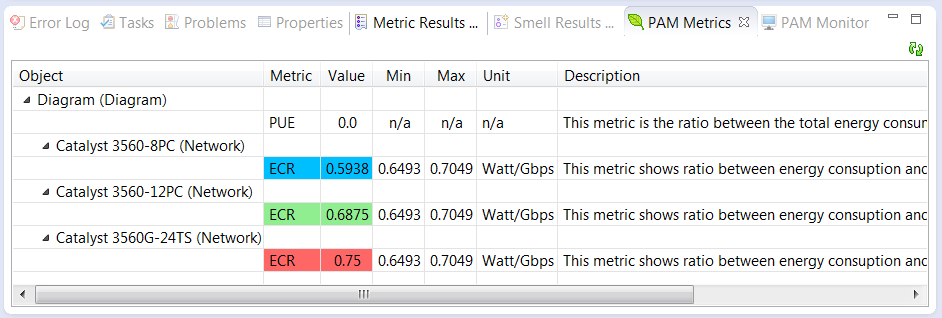 Error Log Tasks Problems Properties Metric Results ... Smell Results ... PAM Metrics PAM Monitor
Object Metric Value Min Max Unit Description
Diagram (Diagram)
PUE 0.0 n/a n/a n/a This metric is the ratio between the total energy consun
Catalyst 3560-8PC (Network)
ECR 0.5938 0.6493 0.7049 Watt/Gbps This metric shows ratio between energy consuption and
Catalyst 3560-12PC (Network)
ECR 0.6875 0.6493 0.7049 Watt/Gbps This metric shows ratio between energy consuption and
Catalyst 3560G-24TS (Network)
ECR 0.75 0.6493 0.7049 Watt/Gbps This metric shows ratio between energy consuption and